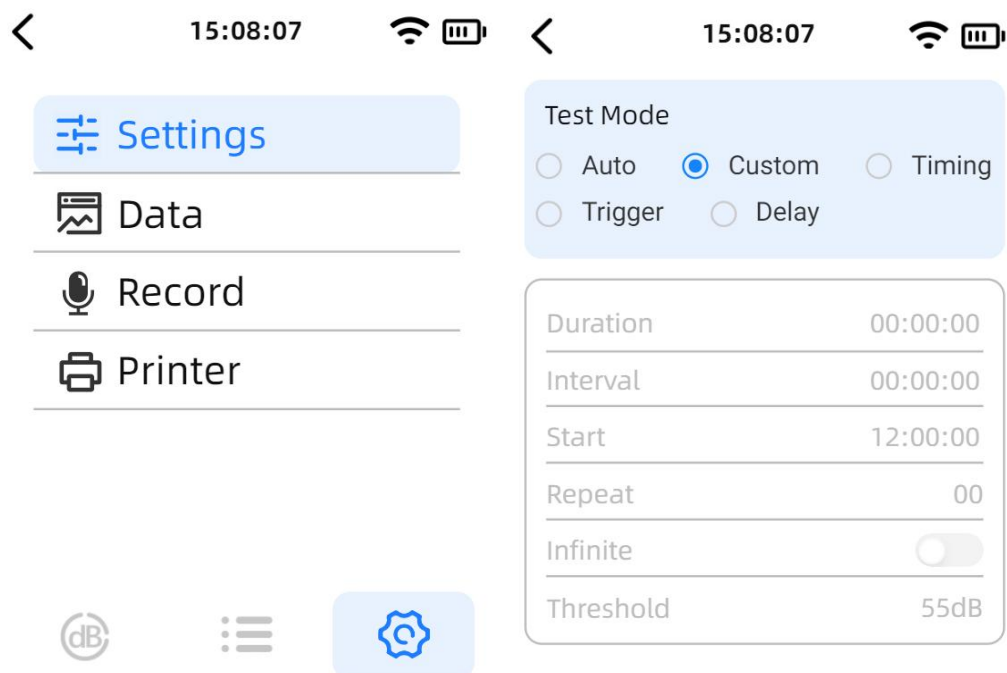 15:08:07
Settings
Data
Record
Printer
dB
15:08:07
Test Mode
Auto Custom Timing
Trigger Delay
Duration 00:00:00
Interval 00:00:00
Start 12:00:00
Repeat 00
Infinite
Threshold 55dB